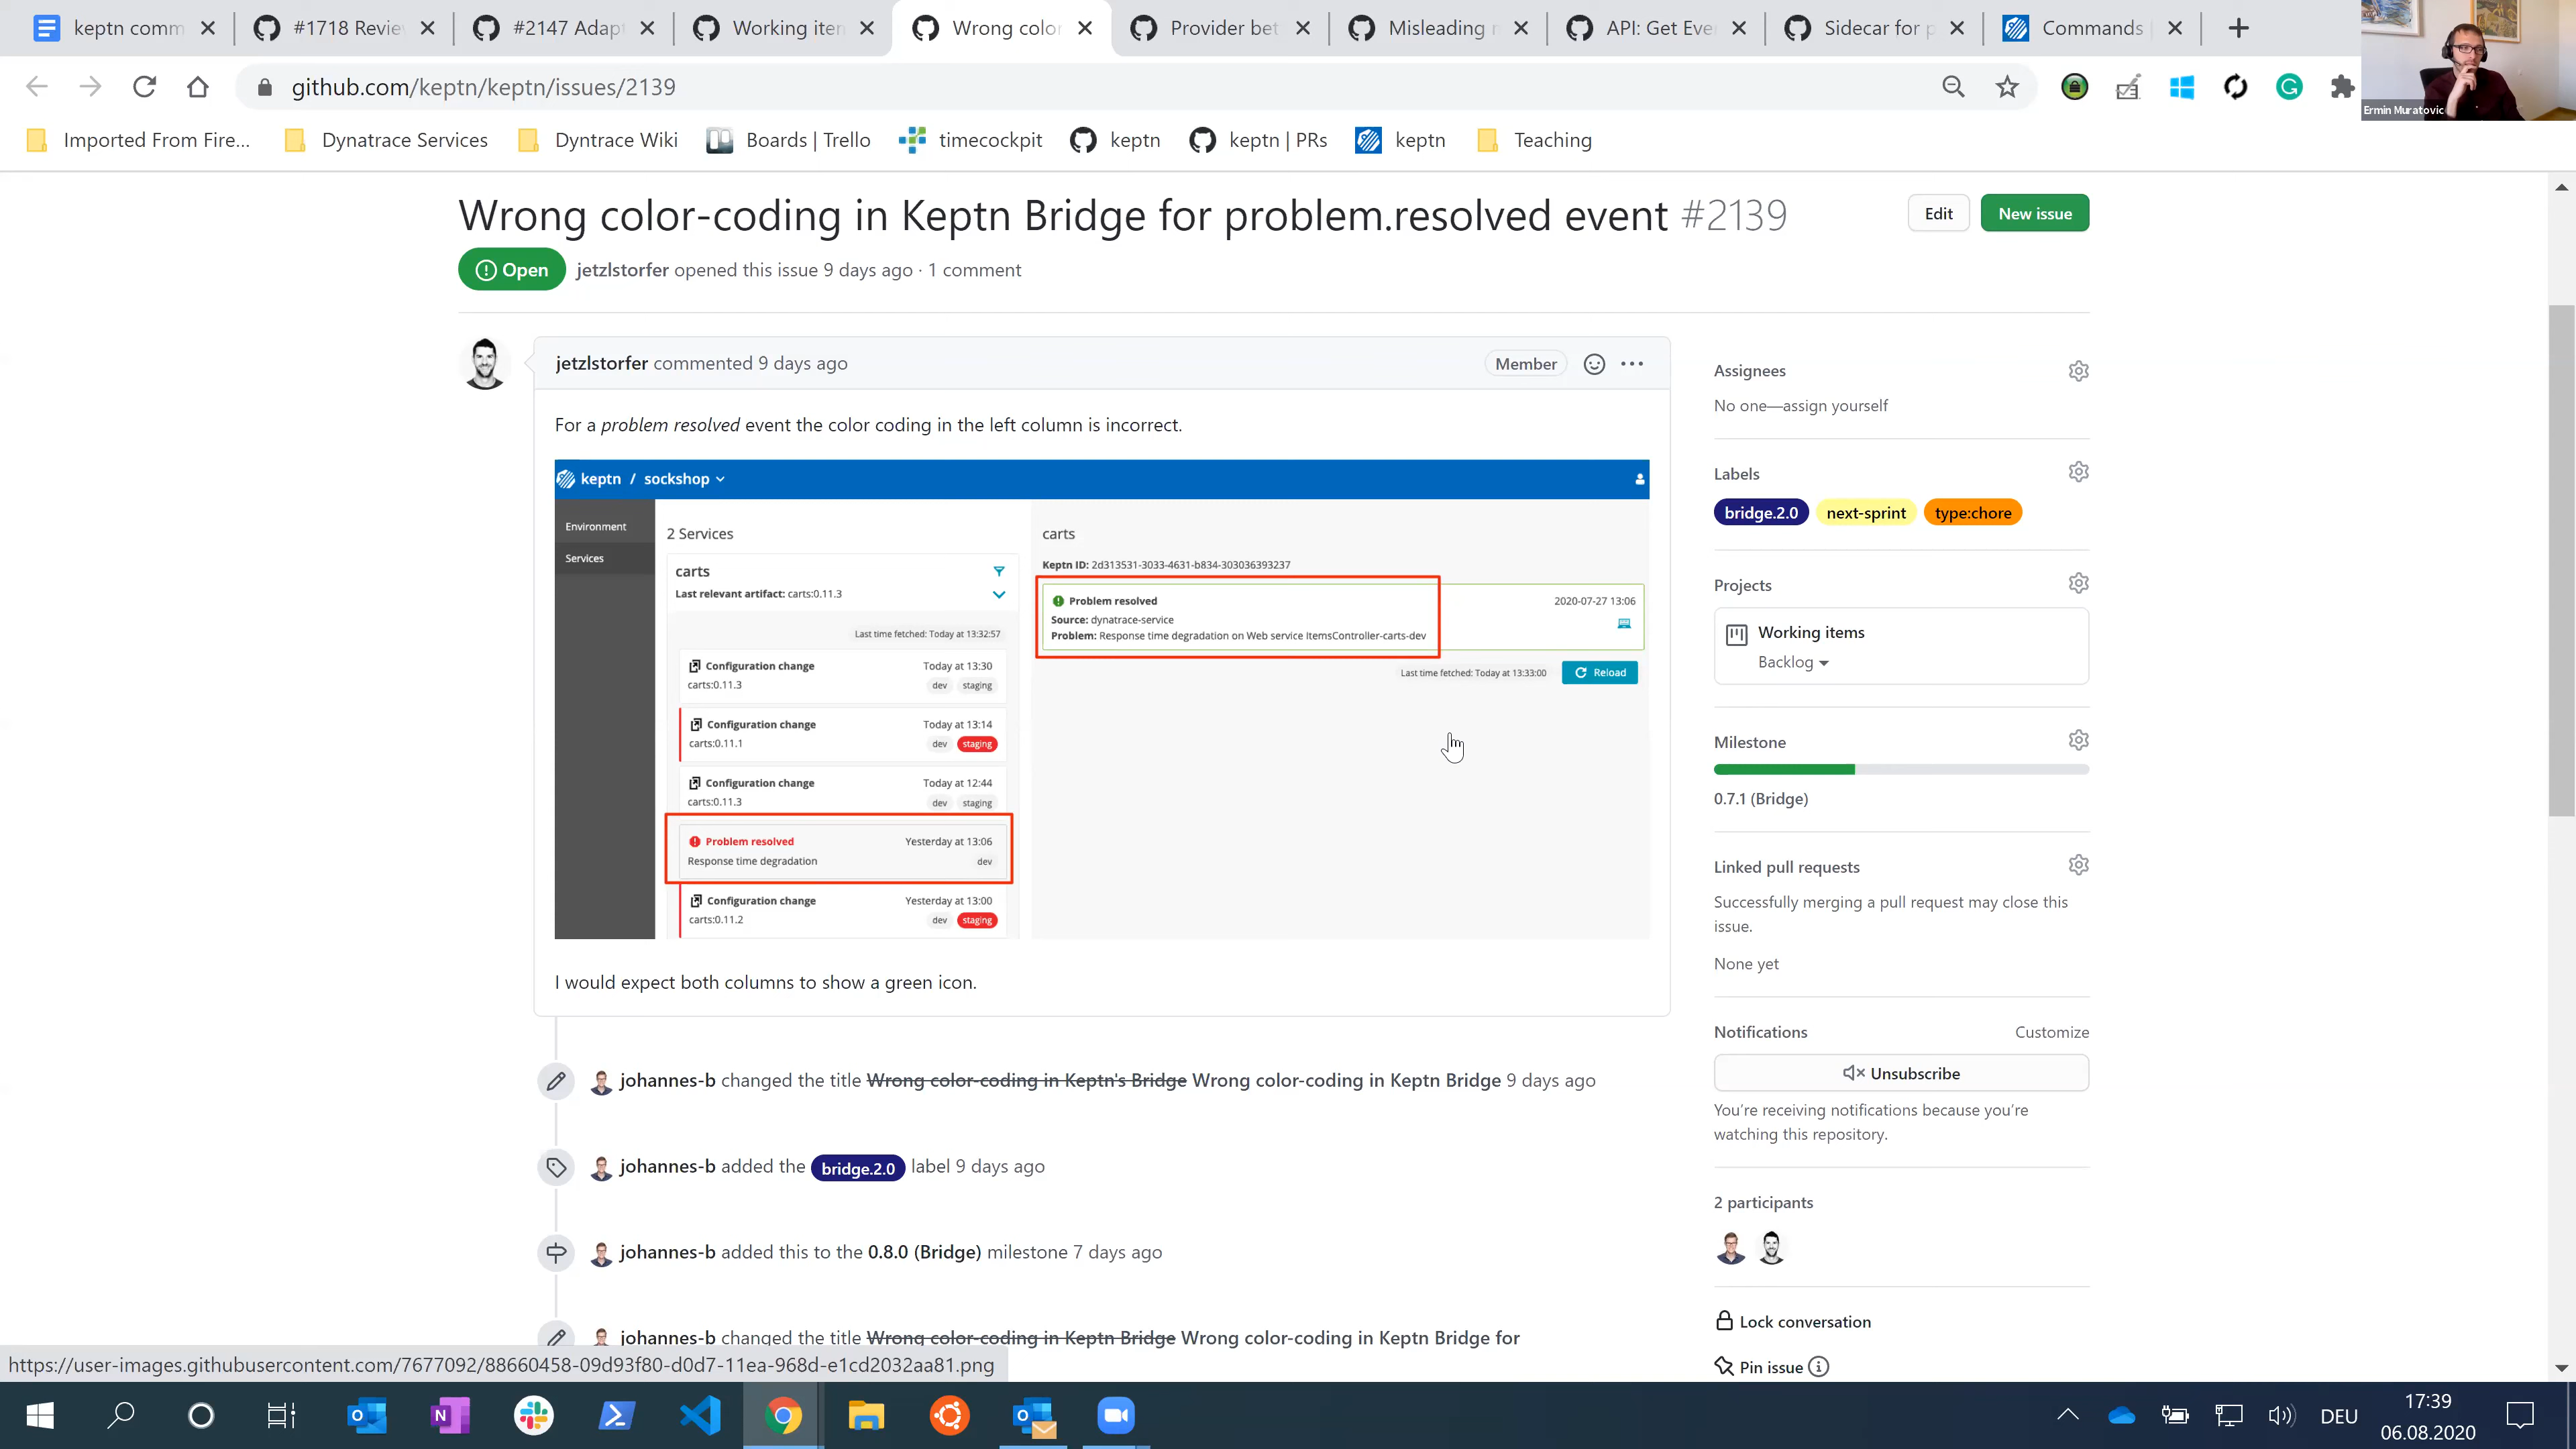 keptn comm
#1718 Revie
#2147 Adap
Working iten
Wrong color
Provider bet
Misleading
API: Get Eve
Sidecar for p
Commands
github.com/keptn/keptn/issues/2139
Ermin Muratovic
Imported From Fire...
Dynatrace Services
Dyntrace Wiki
Boards | Trello
timecockpit
keptn
keptn | PRs
keptn
Teaching
Wrong color-coding in Keptn Bridge for problem.resolved event #2139
Edit
New issue
Open
jetzlstorfer opened this issue 9 days ago · 1 comment
jetzlstorfer commented 9 days ago
Member
For a problem resolved event the color coding in the left column is incorrect.
keptn / sockshop
Environment
Services
2 Services
carts
Last relevant artifact: carts:0.11.3
Last time fetched: Today at 13:32:57
Configuration change Today at 13:30
carts:0.11.3 dev staging
Configuration change Today at 13:14
carts:0.11.1 dev staging
Configuration change Today at 12:44
carts:0.11.3 dev staging
Problem resolved Yesterday at 13:06
Response time degradation dev
Configuration change Yesterday at 13:00
carts:0.11.2 dev staging
carts
Keptn ID: 2d313531-3033-4631-b834-303036393237
Problem resolved 2020-07-27 13:06
Source: dynatrace-service
Problem: Response time degradation on Web service ItemsController-carts-dev
Last time fetched: Today at 13:33:00
Reload
I would expect both columns to show a green icon.
johannes-b changed the title Wrong color-coding in Keptn's Bridge Wrong color-coding in Keptn Bridge 9 days ago
johannes-b added the bridge.2.0 label 9 days ago
johannes-b added this to the 0.8.0 (Bridge) milestone 7 days ago
johannes-b changed the title Wrong color-coding in Keptn Bridge Wrong color-coding in Keptn Bridge for
Assignees
No one—assign yourself
Labels
bridge.2.0 next-sprint type:chore
Projects
Working items
Backlog
Milestone
0.7.1 (Bridge)
Linked pull requests
Successfully merging a pull request may close this
issue.
None yet
Notifications Customize
Unsubscribe
You're receiving notifications because you're
watching this repository.
2 participants
Lock conversation
Pin issue
https://user-images.githubusercontent.com/7677092/88660458-09d93f80-d0d7-11ea-968d-e1cd2032aa81.png
DEU
17:39
06.08.2020